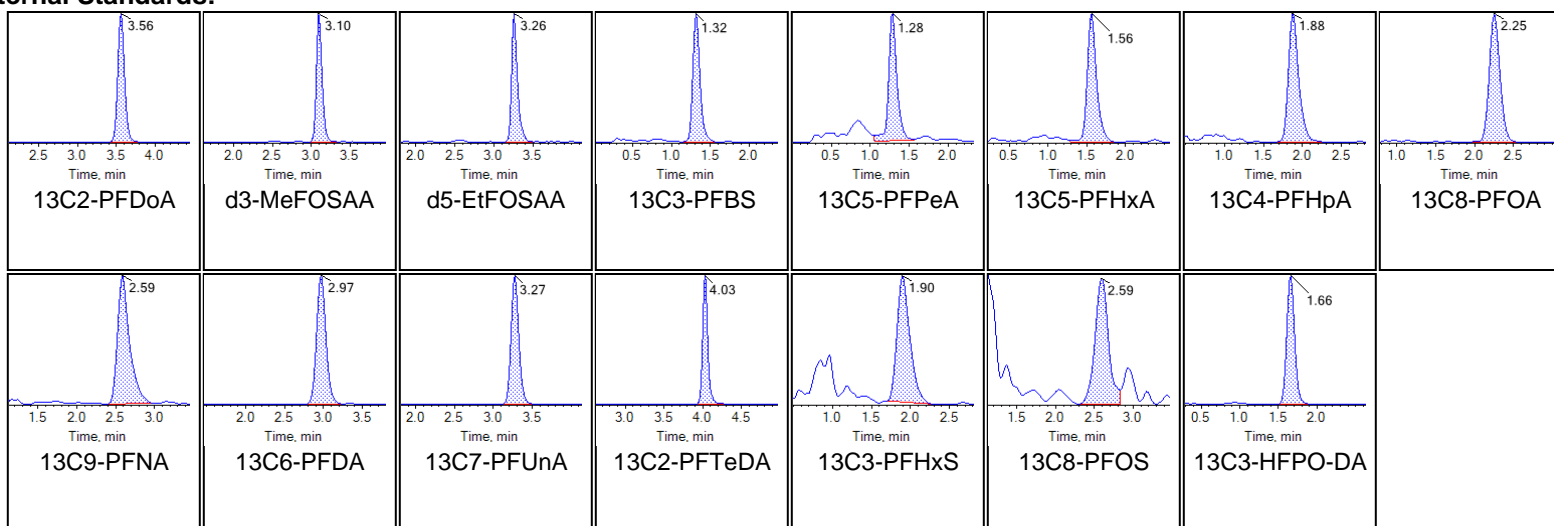 ternal Standards:
3.56 3.10 3.26 1.32 1.28 1.56 1.88 2.25
2.5 3.0 3.5 4.0 2.0 2.5 3.0 3.5 2.0 2.5 3.0 3.5 0.5 1.0 1.5 2.0 0.5 1.0 1.5 2.0 0.5 1.0 1.5 2.0 1.0 1.5 2.0 2.5 1.0 1.5 2.0 2.5
Time, min Time, min Time, min Time, min Time, min Time, min Time, min Time, min
13C2-PFDoA d3-MeFOSAA d5-EtFOSAA 13C3-PFBS 13C5-PFPeA 13C5-PFHxA 13C4-PFHpA 13C8-PFOA
2.59 2.97 3.27 4.03 1.90 2.59 1.66
1.5 2.0 2.5 3.0 2.0 2.5 3.0 3.5 2.0 2.5 3.0 3.5 3.0 3.5 4.0 4.5 1.0 1.5 2.0 2.5 1.5 2.0 2.5 3.0 0.5 1.0 1.5 2.0
Time, min Time, min Time, min Time, min Time, min Time, min Time, min
13C9-PFNA 13C6-PFDA 13C7-PFUnA 13C2-PFTeDA 13C3-PFHxS 13C8-PFOS 13C3-HFPO-DA